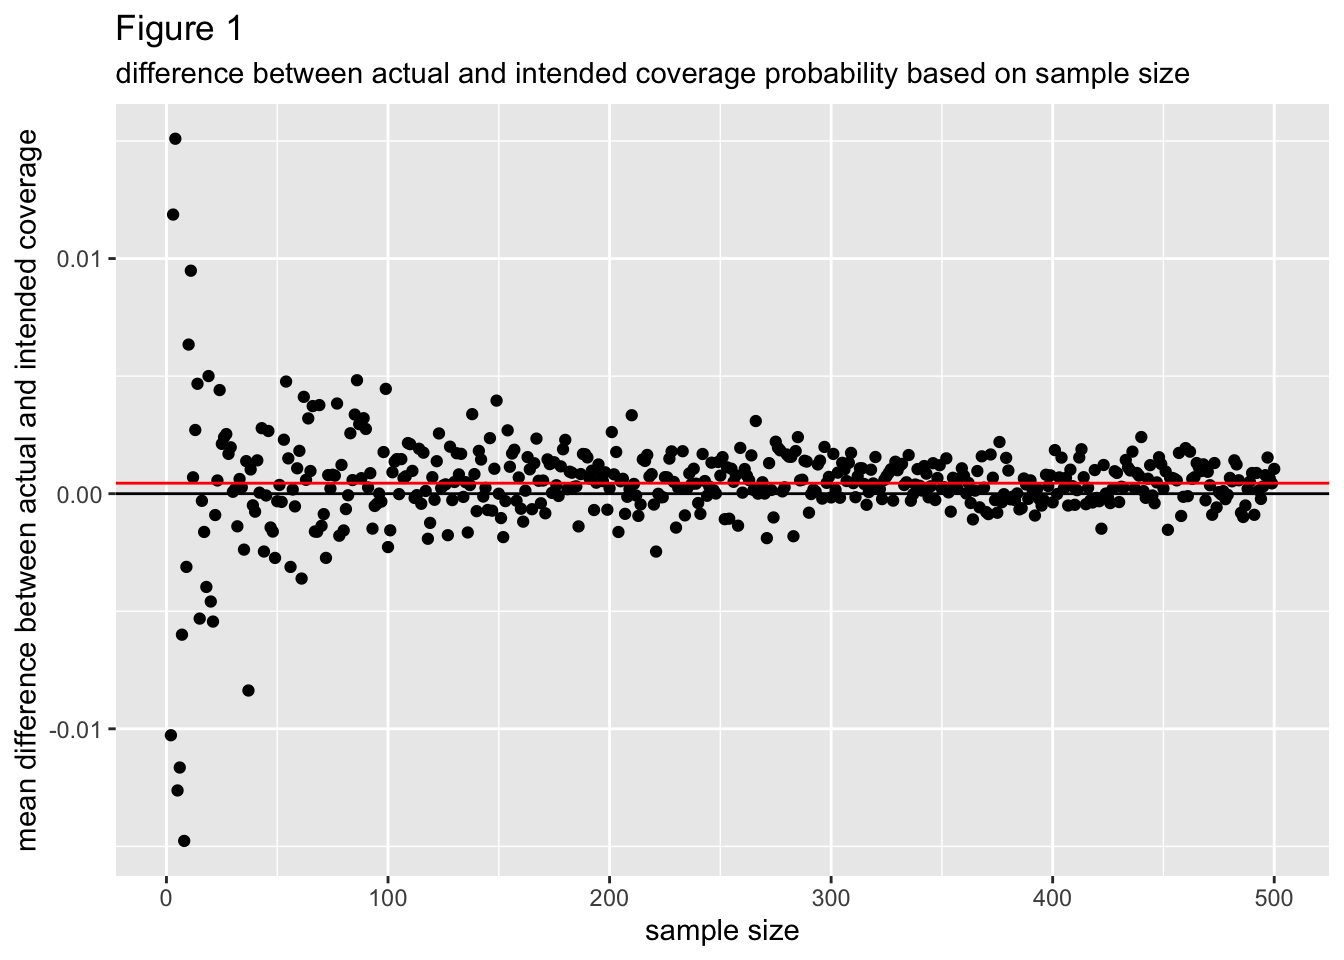 Figure 1
difference between actual and intended coverage probability based on sample size
mean difference between actual and intended coverage
0.01
0.00
-0.01
0 100 200 300 400 500
sample size